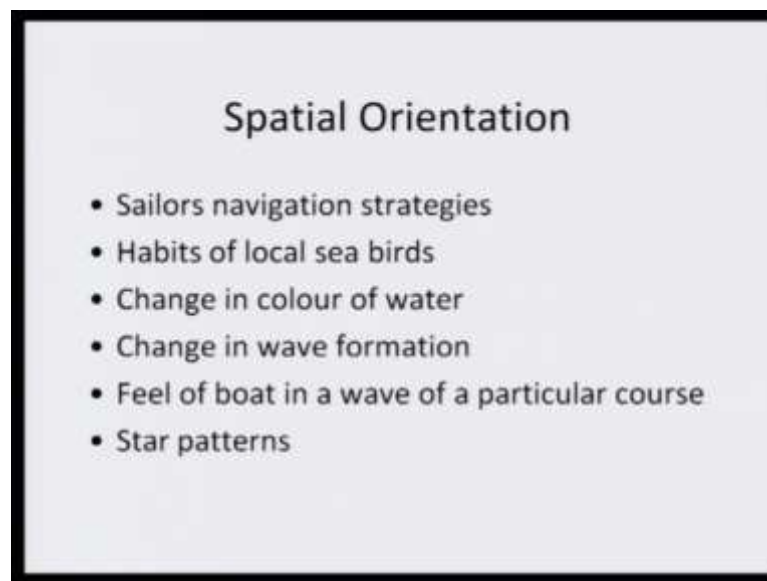 Spatial Orientation
• Sailors navigation strategies
• Habits of local sea birds
• Change in colour of water
• Change in wave formation
• Feel of boat in a wave of a particular course
• Star patterns